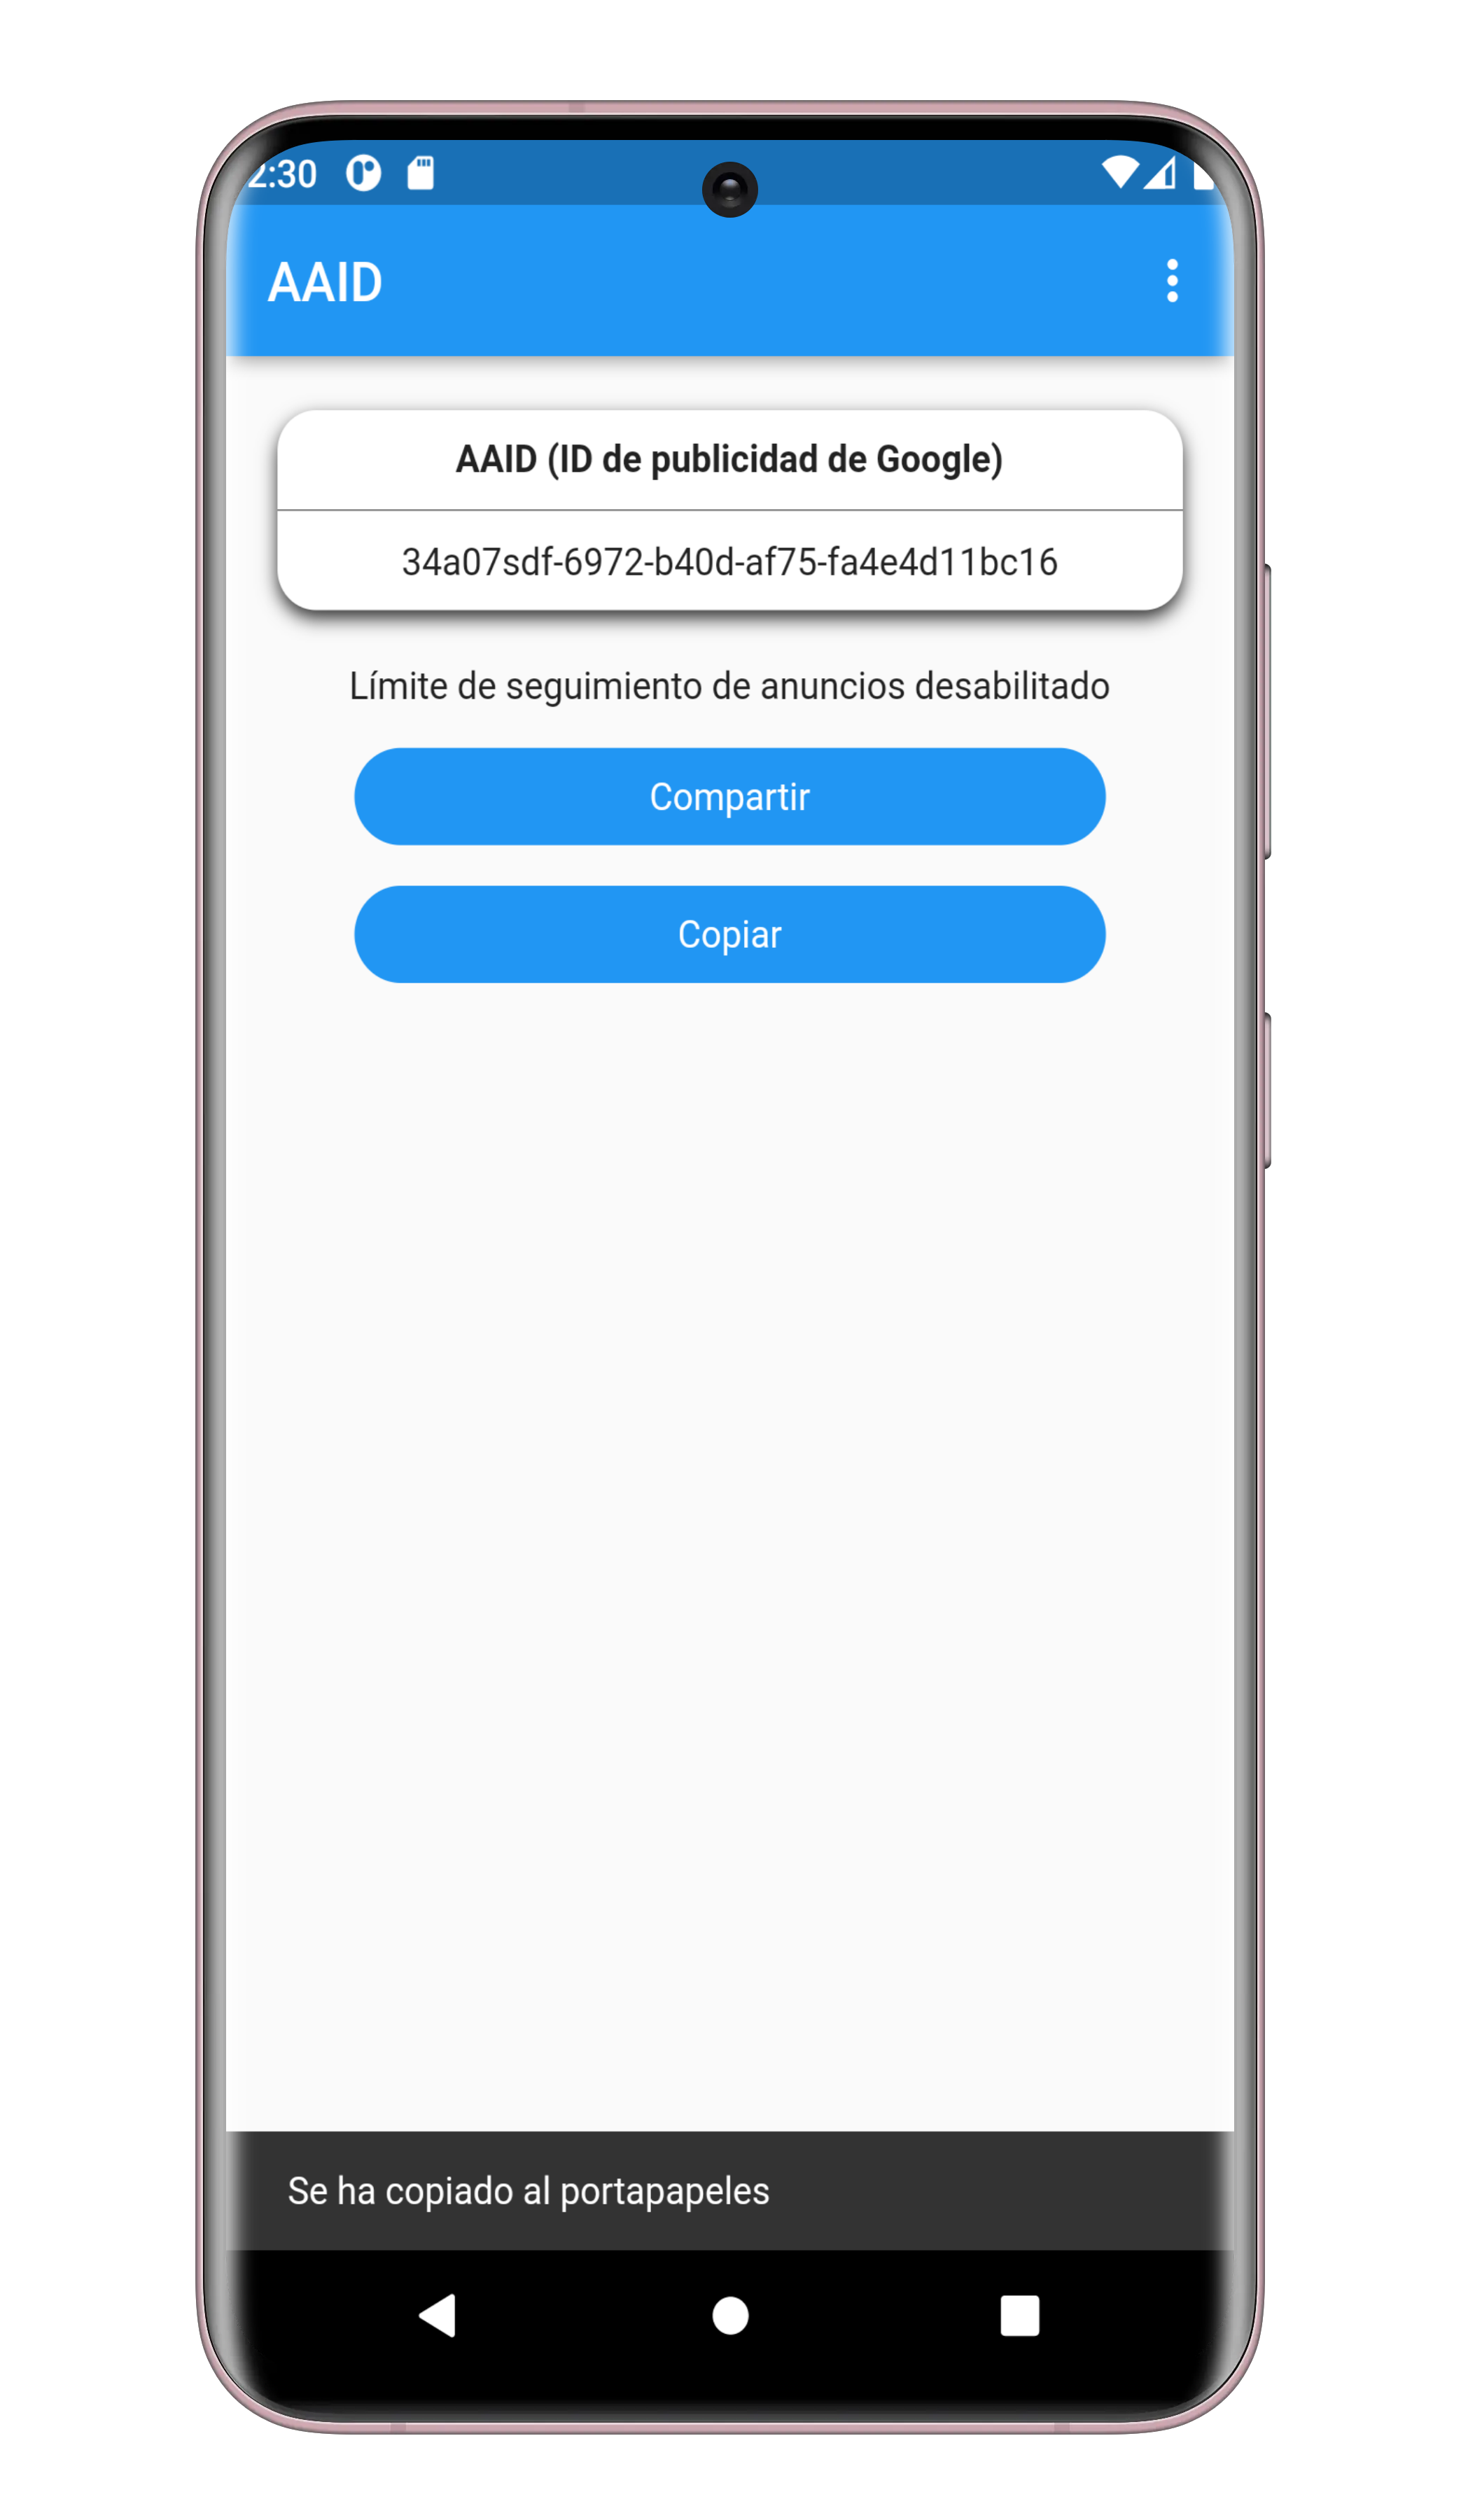 2:30
AAID
AAID (ID de publicidad de Google)
34a07sdf-6972-b40d-af75-fa4e4d11bc16
Límite de seguimiento de anuncios desabilitado
Compartir
Copiar
Se ha copiado al portapapeles